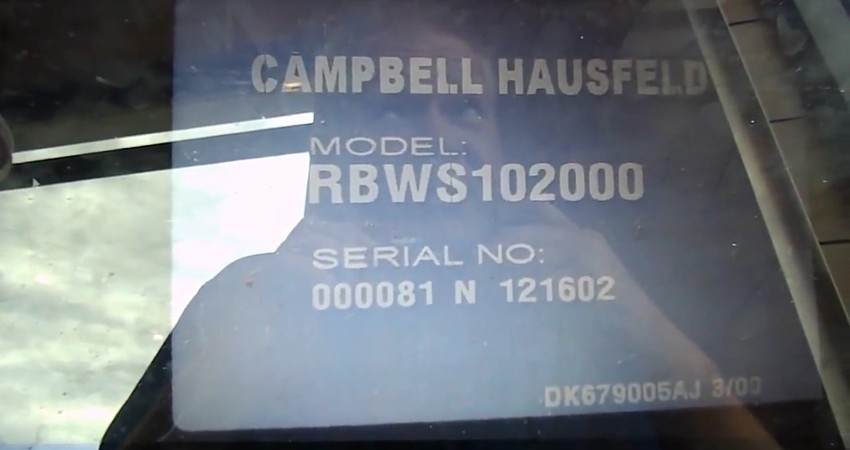 CAMPBELL HAUSFELD
MODEL:
RBWS102000
SERIAL NO:
000081 N 121602
DK679005AJ 3/00